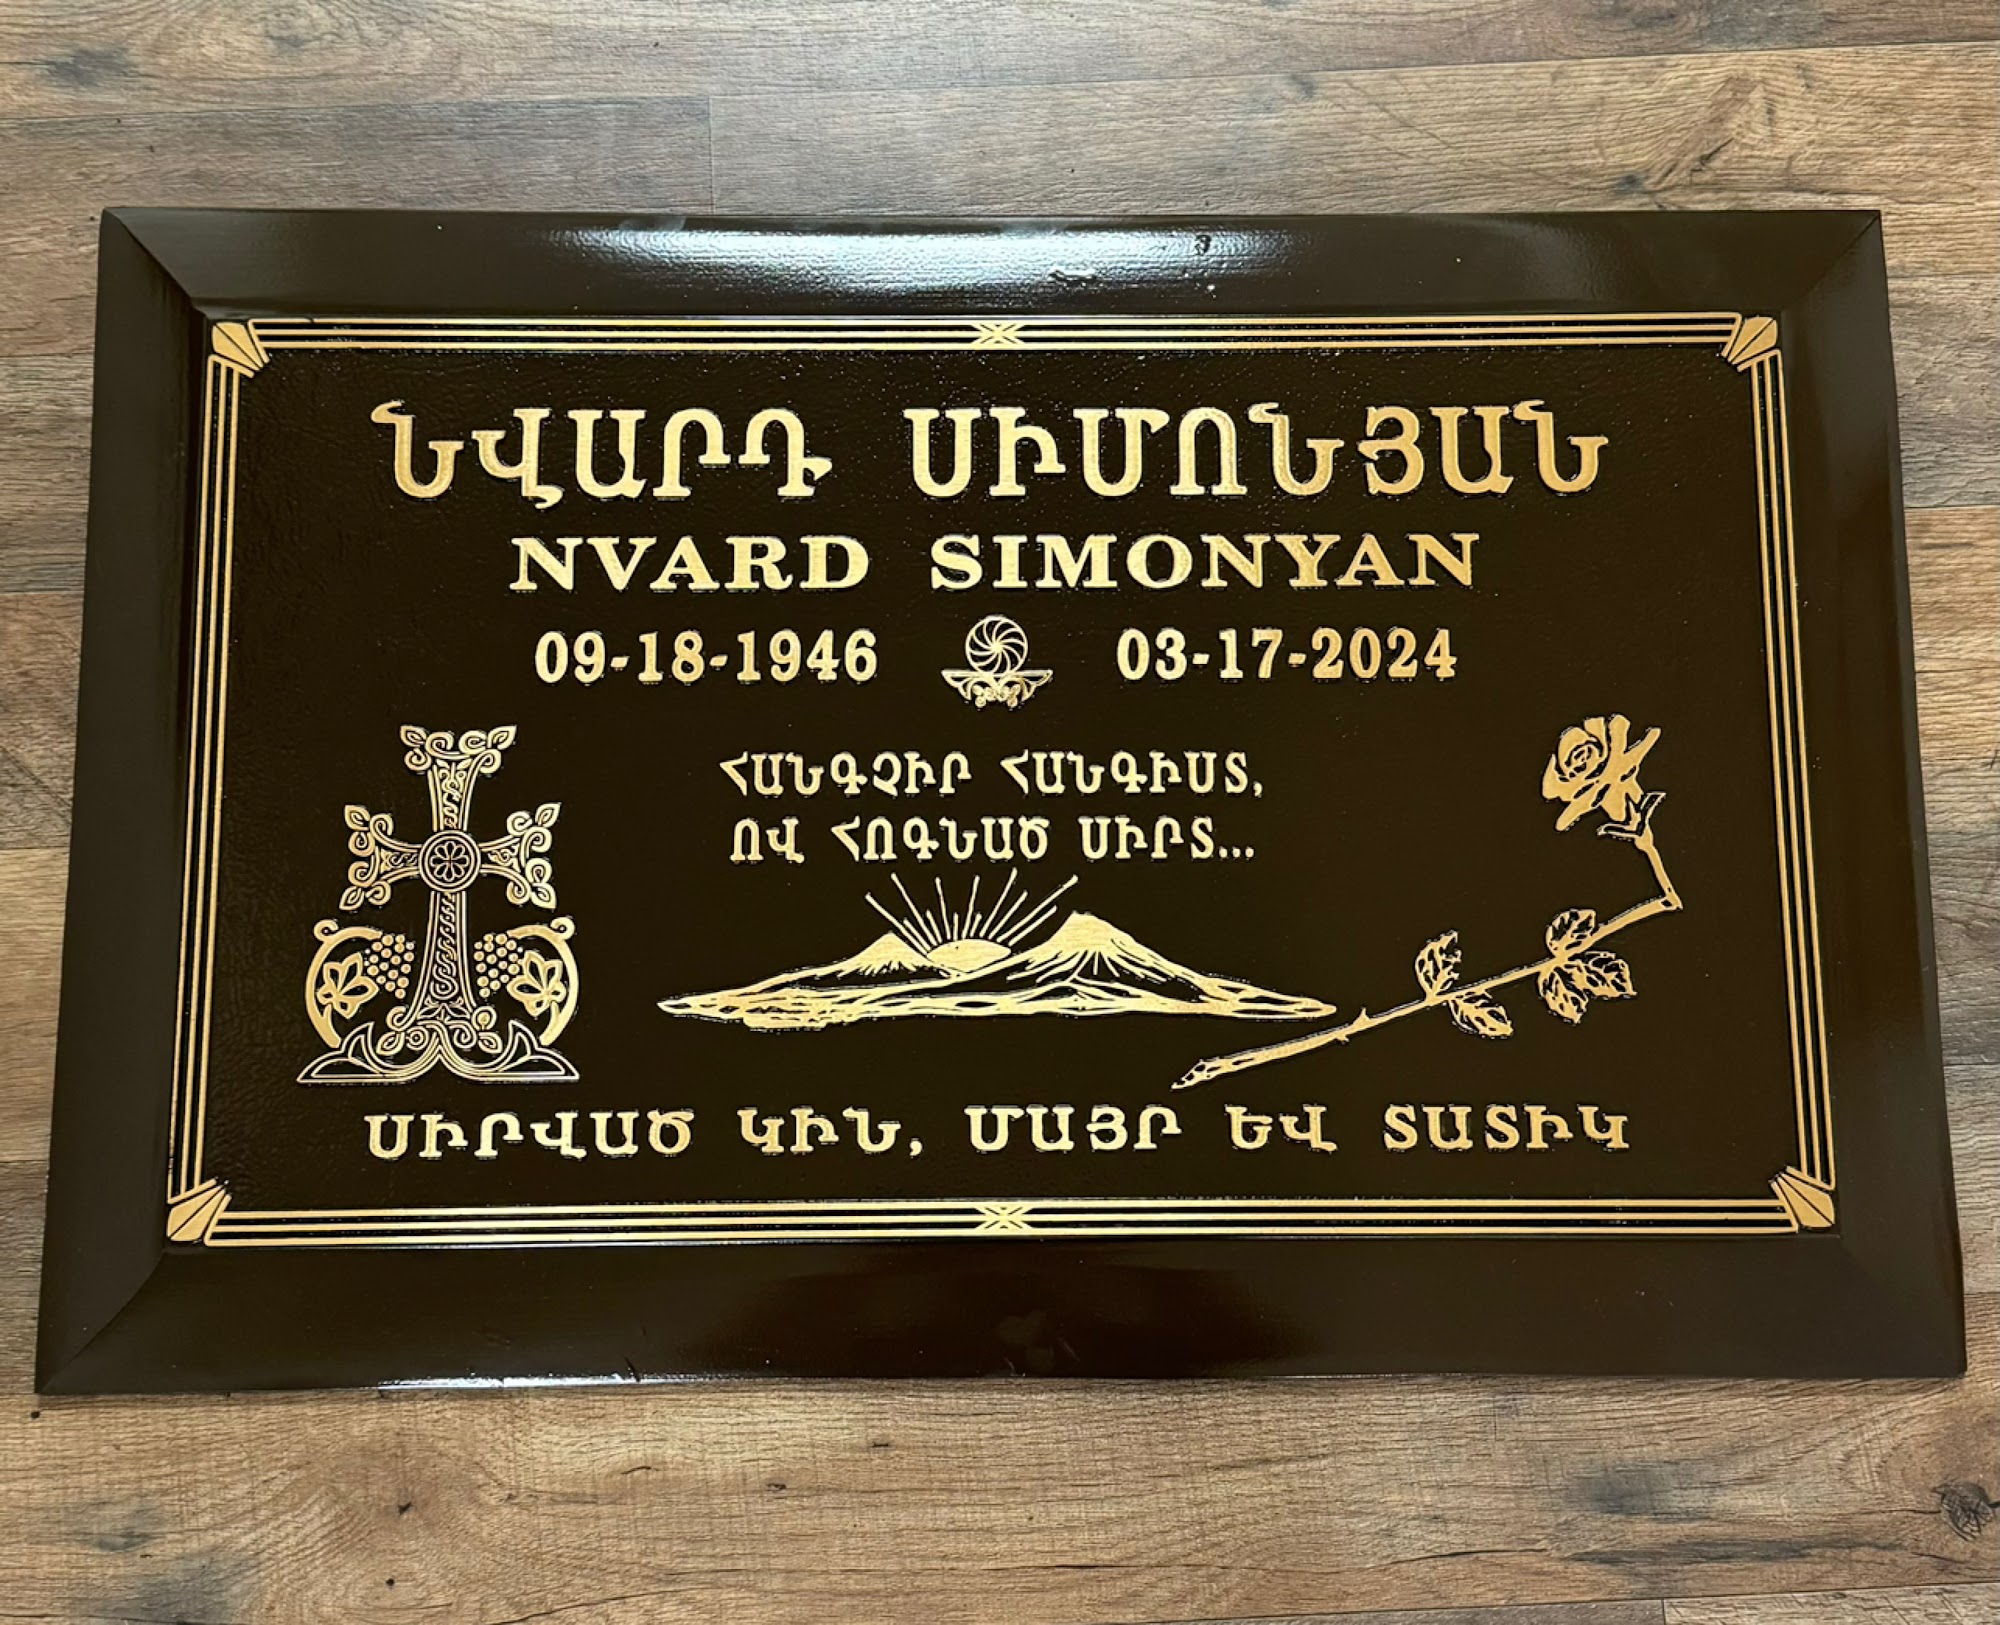 ՆՎԱՐԴ ՍԻՄՈՆՅԱՆ
NVARD SIMONYAN
09-18-1946 03-17-2024
ՀԱՆԳՉԻՐ ՀԱՆԳԻՍՏ,
ՈՎ ՀՈԳՆԱԾ ՍԻՐՏ...
ՍԻՐՎԱԾ ԿԻՆ, ՄԱՅՐ ԵՎ ՏԱՏԻԿ